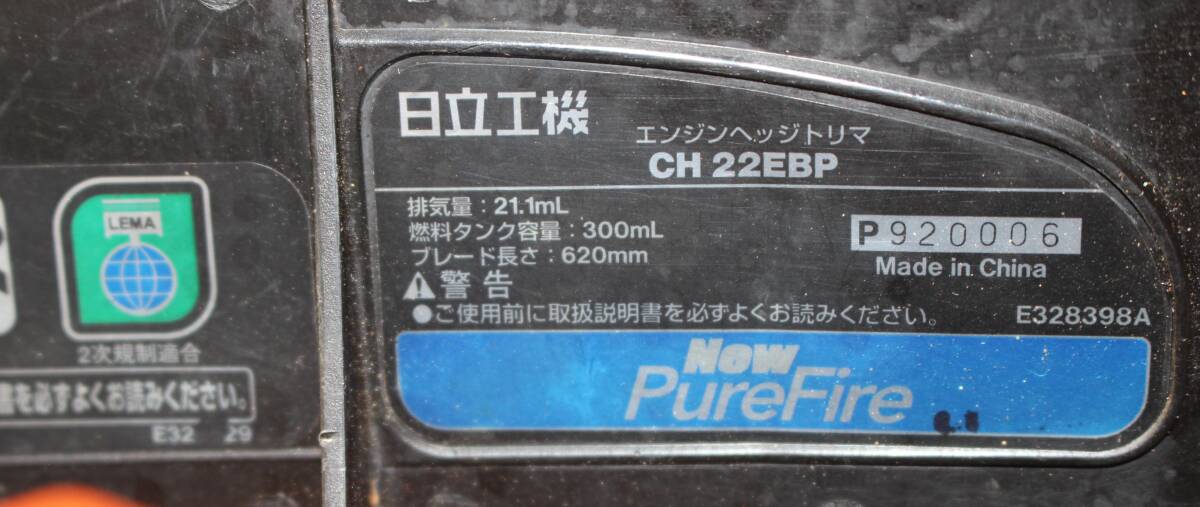 LEMA
2次規制適合
書を必ずよくお読みください。
E32 29
日立工機
エンジンヘッジトリマ
CH 22EBP
排気量：21.1mL
燃料タンク容量：300mL
ブレード長さ：620mm
P920006
Made in China
警告
●ご使用前に取扱説明書を必ずよくお読みください。
E328398A
Now
PureFire